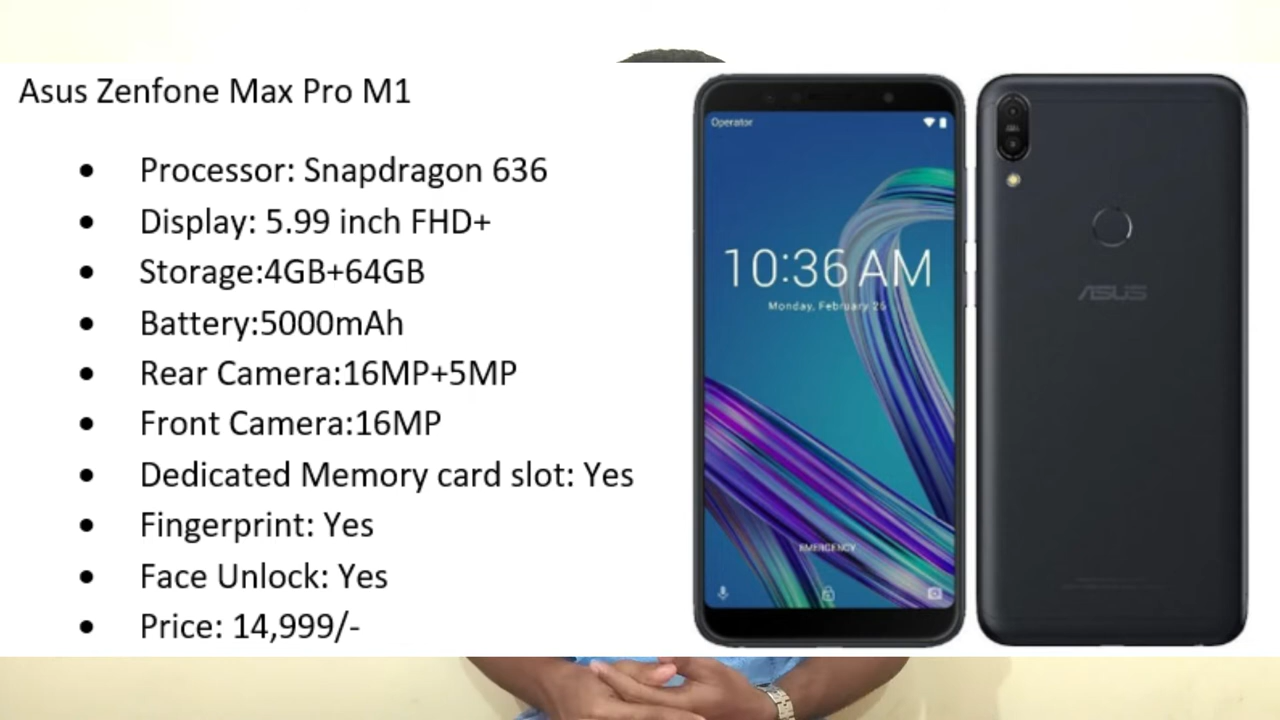 Asus Zenfone Max Pro M1
• Processor: Snapdragon 636
• Display: 5.99 inch FHD+
• Storage:4GB+64GB
• Battery:5000mAh
• Rear Camera:16MP+5MP
• Front Camera:16MP
• Dedicated Memory card slot: Yes
• Fingerprint: Yes
• Face Unlock: Yes
• Price: 14,999/-
Operator
10:36 AM
Monday, February 26
EMERGENCY
ASUS